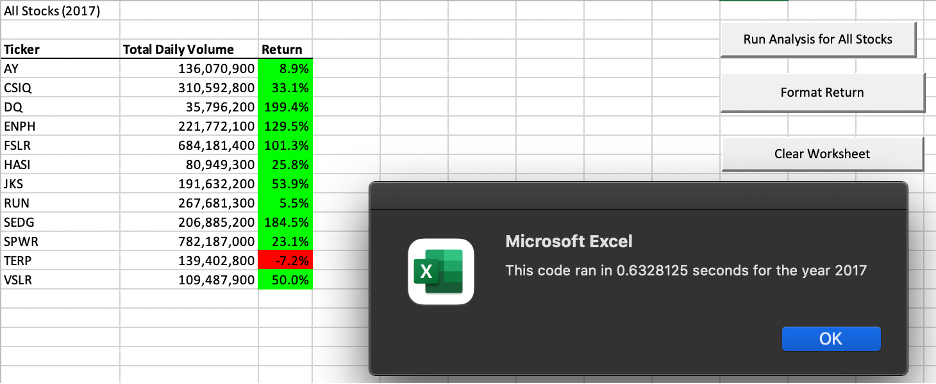 All Stocks (2017)
Run Analysis for All Stocks
Ticker Total Daily Volume Return
AY 136,070,900 8.9%
CSIQ 310,592,800 33.1%
Format Return
DQ 35,796,200 199.4%
ENPH 221,772,100 129.5%
FSLR 684,181,400 101.3%
Clear Worksheet
HASI 80,949,300 25.8%
JKS 191,632,200 53.9%
RUN 267,681,300 5.5%
SEDG 206,885,200 184.5%
SPWR 782,187,000 23.1%
TERP 139,402,800 -7.2%
VSLR 109,487,900 50.0%
Microsoft Excel
X
This code ran in 0.6328125 seconds for the year 2017
OK